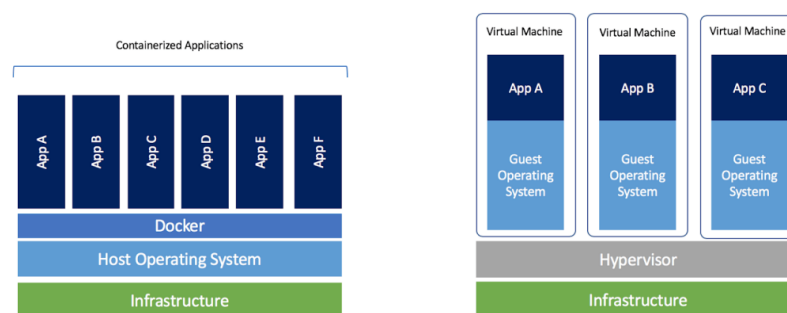 Containerized Applications
App A
App B
App C
App D
App E
App F
Docker
Host Operating System
Infrastructure
Virtual Machine
Virtual Machine
Virtual Machine
App A
App B
App C
Guest
Operating
System
Guest
Operating
System
Guest
Operating
System
Hypervisor
Infrastructure